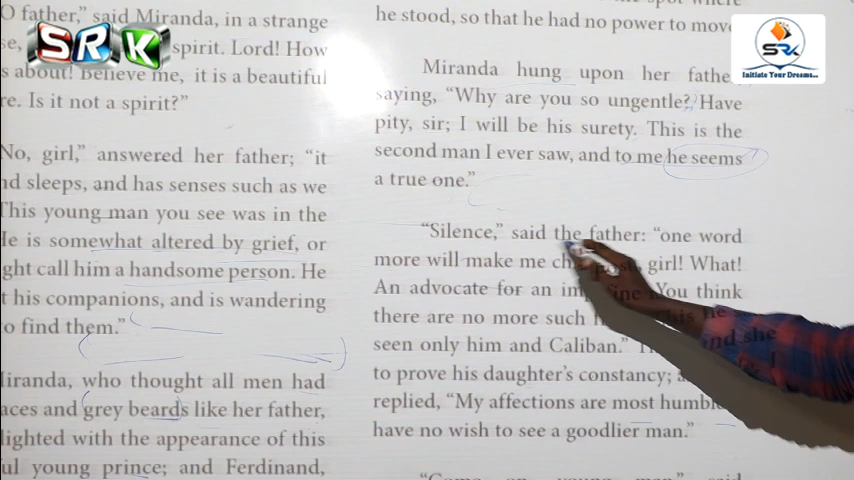 O father," said Miranda, in a strange
se, spirit. Lord! How
s about! Believe me, it is a beautiful
re. Is it not a spirit?"
No, girl," answered her father; "it
nd sleeps, and has senses such as we
This young man you see was in the
He is somewhat altered by grief, or
ght call him a handsome person. He
t his companions, and is wandering
to find them."
Miranda, who thought all men had
aces and grey beards like her father,
lighted with the appearance of this
ful young prince; and Ferdinand,
he stood, so that he had no power to move
Miranda hung upon her father
saying, "Why are you so ungentle? Have
pity, sir; I will be his surety. This is the
second man I ever saw, and to me he seems
a true one."
"Silence," said the father: "one word
more will make me girl! What!
An advocate for an You think
there are no more such
seen only him and Caliban."
to prove his daughter's constancy;
replied, "My affections are most humble
have no wish to see a goodlier man."
"Come on, young man," said
SRK
SRK
Initiate Your Dreams...